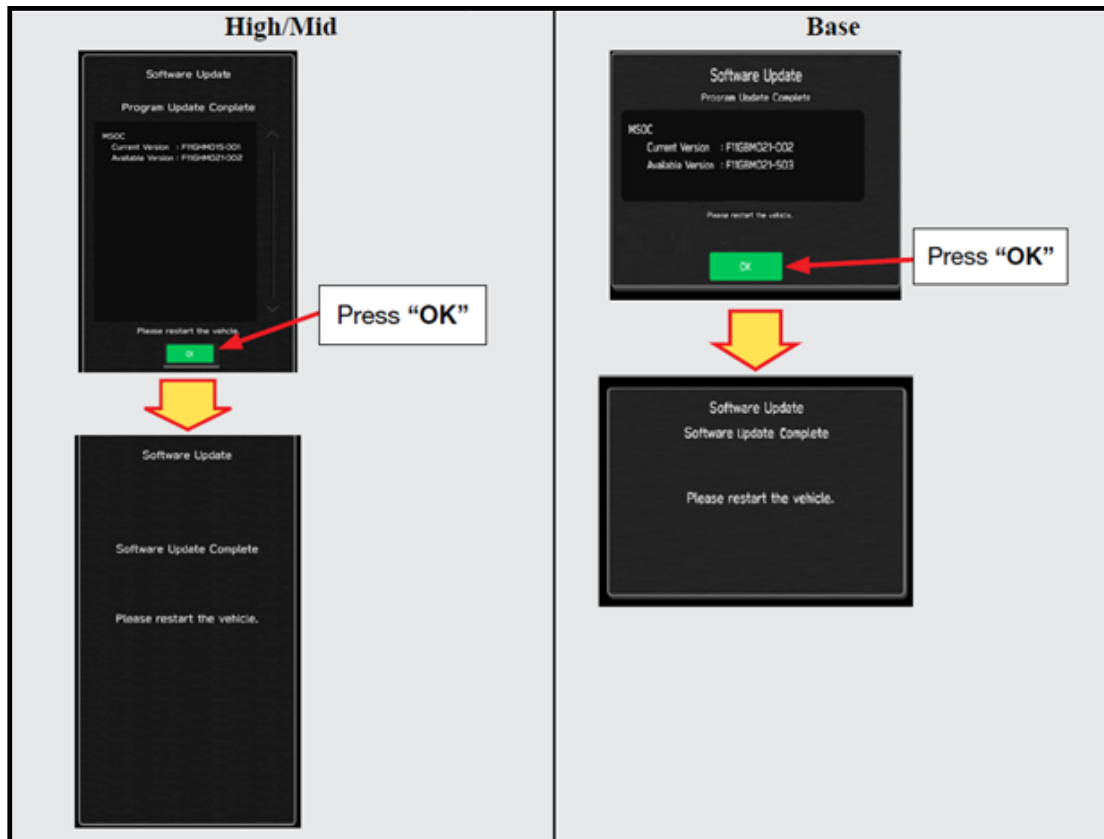 High/Mid
Software Update
Program Update Conplete
MSOC
Current Version : F11GHM015-001
Available Version : F11GHM021-002
Please restart the vehicle.
OK
Press “OK”
Software Update
Software Update Complete
Please restart the vehicle.
Base
Software Update
Program Update Complete
MSOC
Current Version : F11GBM021-002
Available Version : F11GBM021-503
Please restart the vehicle.
OK
Press “OK”
Software Update
Software Update Complete
Please restart the vehicle.